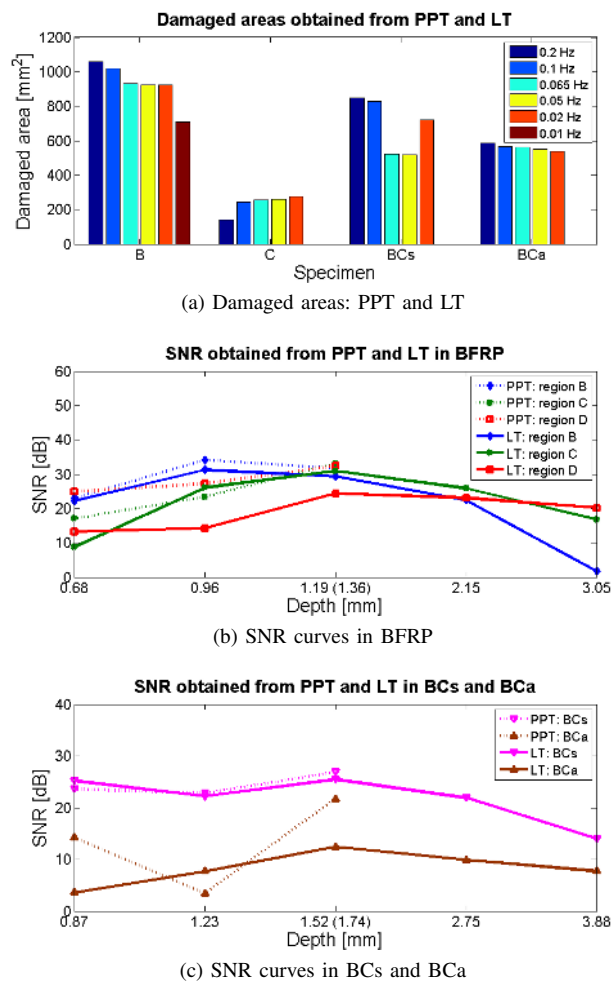 Damaged areas obtained from PPT and LT
Damaged area [mm²]
1200
1000
800
600
400
200
0
0.2 Hz
0.1 Hz
0.065 Hz
0.05 Hz
0.02 Hz
0.01 Hz
B C BCs BCa
Specimen
(a) Damaged areas: PPT and LT
SNR obtained from PPT and LT in BFRP
SNR [dB]
60
50
40
30
20
10
0
PPT: region B
PPT: region C
PPT: region D
LT: region B
LT: region C
LT: region D
0.68 0.96 1.19 (1.36) 2.15 3.05
Depth [mm]
(b) SNR curves in BFRP
SNR obtained from PPT and LT in BCs and BCa
SNR [dB]
40
30
20
10
0
PPT: BCs
PPT: BCa
LT: BCs
LT: BCa
0.87 1.23 1.52 (1.74) 2.75 3.88
Depth [mm]
(c) SNR curves in BCs and BCa